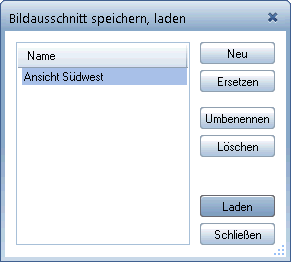 Bildausschnitt speichern, laden
Name
Ansicht Südwest
Neu
Ersetzen
Umbenennen
Löschen
Laden
Schließen